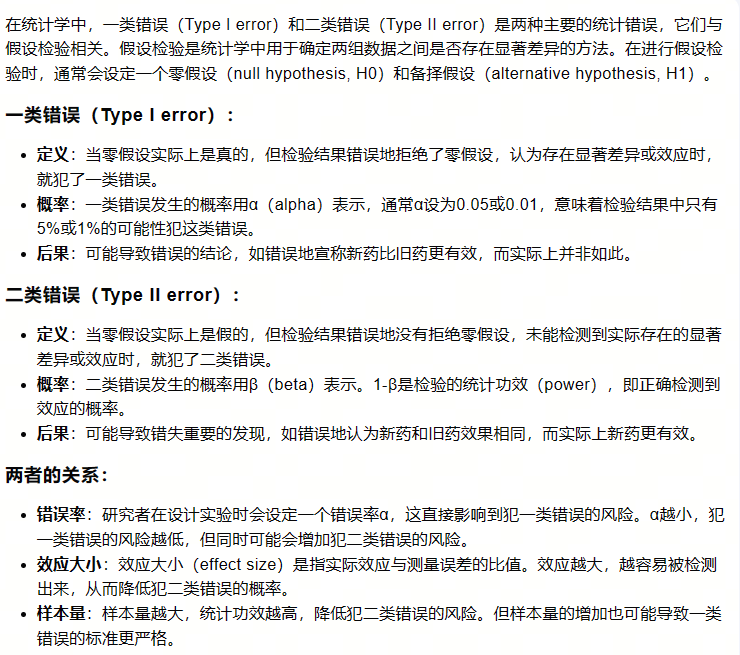 在统计学中，一类错误（Type I error）和二类错误（Type II error）是两种主要的统计错误，它们与
假设检验相关。假设检验是统计学中用于确定两组数据之间是否存在显著差异的方法。在进行假设检
验时，通常会设定一个零假设（null hypothesis, H0）和备择假设（alternative hypothesis, H1）。
一类错误（Type I error）：
• 定义：当零假设实际上是真的，但检验结果错误地拒绝了零假设，认为存在显著差异或效应时，
就犯了一类错误。
• 概率：一类错误发生的概率用α（alpha）表示，通常α设为0.05或0.01，意味着检验结果中只有
5%或1%的可能性犯这类错误。
• 后果：可能导致错误的结论，如错误地宣称新药比旧药更有效，而实际上并非如此。
二类错误（Type II error）：
• 定义：当零假设实际上是假的，但检验结果错误地没有拒绝零假设，未能检测到实际存在的显著
差异或效应时，就犯了二类错误。
• 概率：二类错误发生的概率用β（beta）表示。1-β是检验的统计功效（power），即正确检测到
效应的概率。
• 后果：可能导致错失重要的发现，如错误地认为新药和旧药效果相同，而实际上新药更有效。
两者的关系：
• 错误率：研究者在设计实验时会设定一个错误率α，这直接影响到犯一类错误的风险。α越小，犯
一类错误的风险越低，但同时可能会增加犯二类错误的风险。
• 效应大小：效应大小（effect size）是指实际效应与测量误差的比值。效应越大，越容易被检测
出来，从而降低犯二类错误的概率。
• 样本量：样本量越大，统计功效越高，降低犯二类错误的风险。但样本量的增加也可能导致一类
错误的标准更严格。